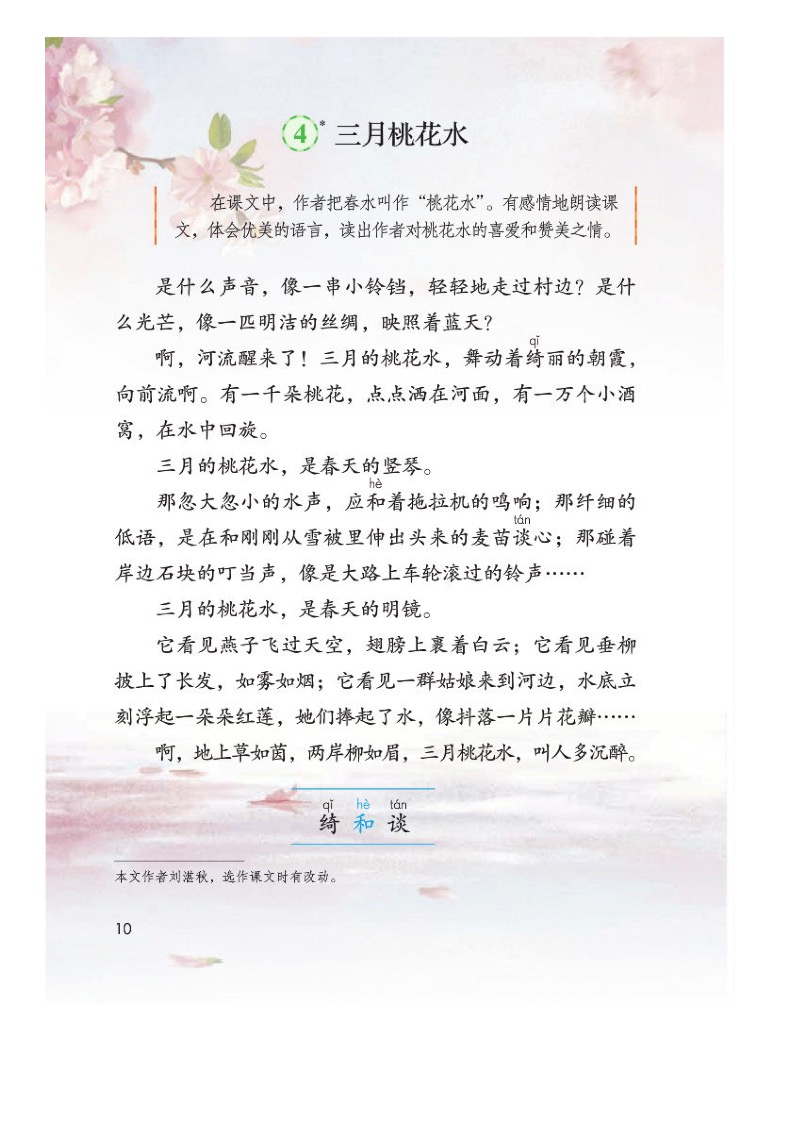 4* 三月桃花水
在课文中，作者把春水叫作“桃花水”。有感情地朗读课
文，体会优美的语言，读出作者对桃花水的喜爱和赞美之情。
是什么声音，像一串小铃铛，轻轻地走过村边？是什
么光芒，像一匹明洁的丝绸，映照着蓝天？
qǐ
啊，河流醒来了！三月的桃花水，舞动着绮丽的朝霞，
向前流啊。有一千朵桃花，点点洒在河面，有一万个小酒
窝，在水中回旋。
三月的桃花水，是春天的竖琴。
hè
那忽大忽小的水声，应和着拖拉机的鸣响；那纤细的
tán
低语，是在和刚刚从雪被里伸出头来的麦苗谈心；那碰着
岸边石块的叮当声，像是大路上车轮滚过的铃声……
三月的桃花水，是春天的明镜。
它看见燕子飞过天空，翅膀上裹着白云；它看见垂柳
披上了长发，如雾如烟；它看见一群姑娘来到河边，水底立
刻浮起一朵朵红莲，她们捧起了水，像抖落一片片花瓣……
啊，地上草如茵，两岸柳如眉，三月桃花水，叫人多沉醉。
qǐ hè tán
绮 和 谈
本文作者刘湛秋，选作课文时有改动。
10